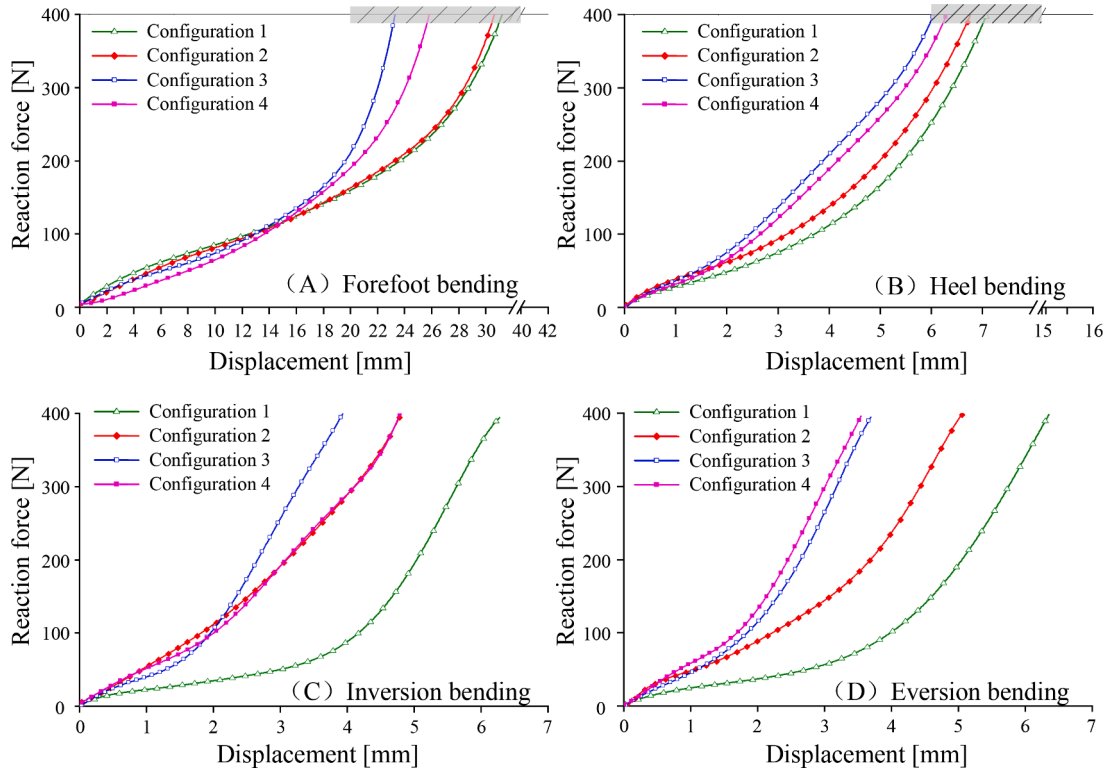 400
300
200
100
0
Reaction force [N]
Configuration 1
Configuration 2
Configuration 3
Configuration 4
（A）Forefoot bending
0 2 4 6 8 10 12 14 16 18 20 22 24 26 28 30 40 42
Displacement [mm]
400
300
200
100
0
Reaction force [N]
Configuration 1
Configuration 2
Configuration 3
Configuration 4
（B）Heel bending
0 1 2 3 4 5 6 7 15 16
Displacement [mm]
400
300
200
100
0
Reaction force [N]
Configuration 1
Configuration 2
Configuration 3
Configuration 4
（C）Inversion bending
0 1 2 3 4 5 6 7
Displacement [mm]
400
300
200
100
0
Reaction force [N]
Configuration 1
Configuration 2
Configuration 3
Configuration 4
（D）Eversion bending
0 1 2 3 4 5 6 7
Displacement [mm]